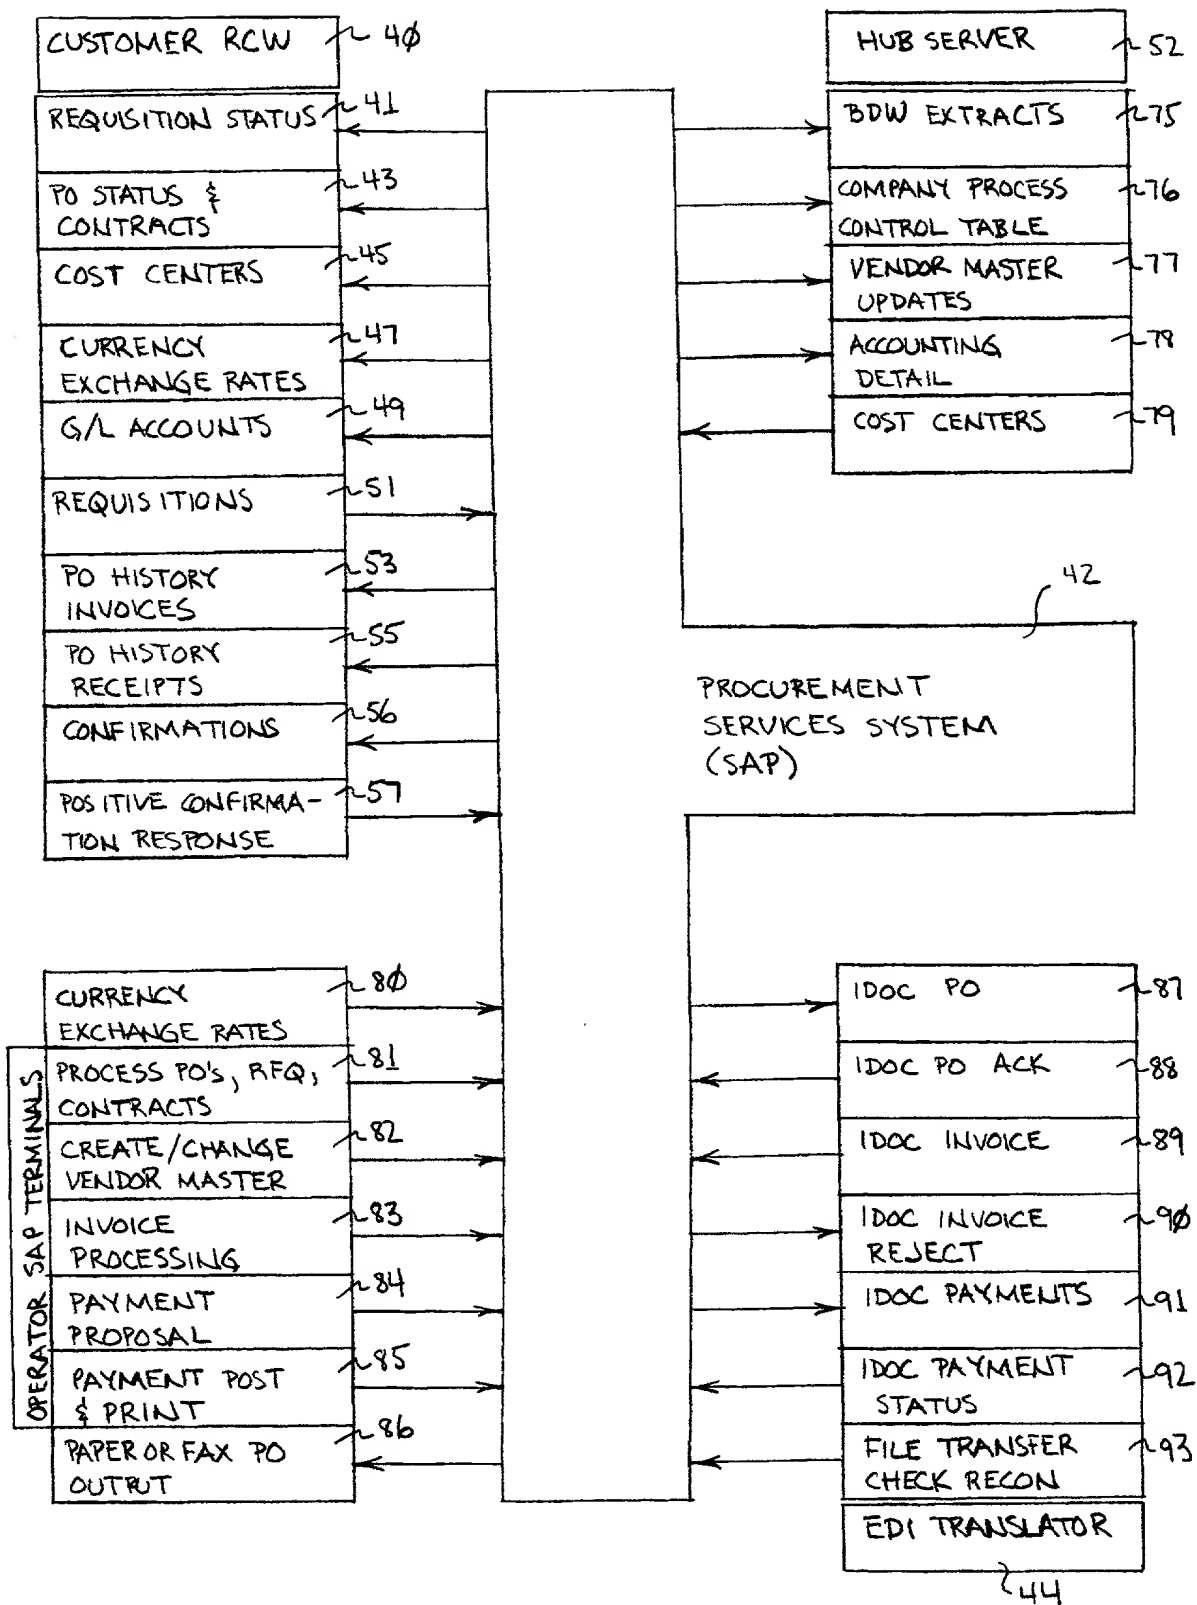 CUSTOMER RCW 4Ø
REQUISITION STATUS 41
PO STATUS & 43
CONTRACTS
COST CENTERS 45
CURRENCY 47
EXCHANGE RATES
G/L ACCOUNTS 49
REQUISITIONS 51
PO HISTORY 53
INVOICES
PO HISTORY 55
RECEIPTS
CONFIRMATIONS 56
POSITIVE CONFIRMA- 57
TION RESPONSE
HUB SERVER 52
BDW EXTRACTS 75
COMPANY PROCESS 76
CONTROL TABLE
VENDOR MASTER 77
UPDATES
ACCOUNTING 78
DETAIL
COST CENTERS 79
42
PROCUREMENT
SERVICES SYSTEM
(SAP)
CURRENCY 8Ø
EXCHANGE RATES
OPERATOR SAP TERMINALS
PROCESS PO'S, RFQ, 81
CONTRACTS
CREATE/CHANGE 82
VENDOR MASTER
INVOICE 83
PROCESSING
PAYMENT 84
PROPOSAL
PAYMENT POST 85
& PRINT
PAPER OR FAX PO 86
OUTPUT
IDOC PO 87
IDOC PO ACK 88
IDOC INVOICE 89
IDOC INVOICE 9Ø
REJECT
IDOC PAYMENTS 91
IDOC PAYMENT 92
STATUS
FILE TRANSFER 93
CHECK RECON
EDI TRANSLATOR
44